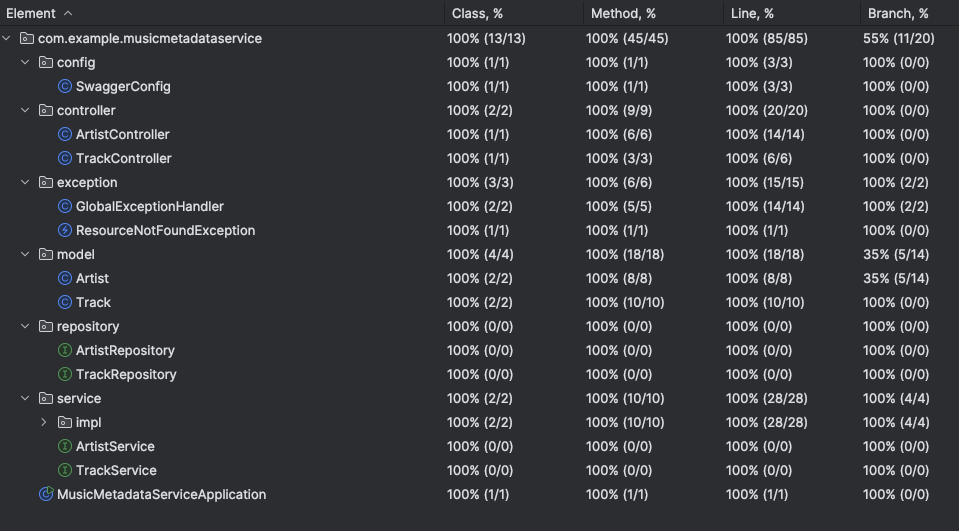 Element Class, % Method, % Line, % Branch, %
com.example.musicmetadataservice 100% (13/13) 100% (45/45) 100% (85/85) 55% (11/20)
config 100% (1/1) 100% (1/1) 100% (3/3) 100% (0/0)
SwaggerConfig 100% (1/1) 100% (1/1) 100% (3/3) 100% (0/0)
controller 100% (2/2) 100% (9/9) 100% (20/20) 100% (0/0)
ArtistController 100% (1/1) 100% (6/6) 100% (14/14) 100% (0/0)
TrackController 100% (1/1) 100% (3/3) 100% (6/6) 100% (0/0)
exception 100% (3/3) 100% (6/6) 100% (15/15) 100% (2/2)
GlobalExceptionHandler 100% (2/2) 100% (5/5) 100% (14/14) 100% (2/2)
ResourceNotFoundException 100% (1/1) 100% (1/1) 100% (1/1) 100% (0/0)
model 100% (4/4) 100% (18/18) 100% (18/18) 35% (5/14)
Artist 100% (2/2) 100% (8/8) 100% (8/8) 35% (5/14)
Track 100% (2/2) 100% (10/10) 100% (10/10) 100% (0/0)
repository 100% (0/0) 100% (0/0) 100% (0/0) 100% (0/0)
ArtistRepository 100% (0/0) 100% (0/0) 100% (0/0) 100% (0/0)
TrackRepository 100% (0/0) 100% (0/0) 100% (0/0) 100% (0/0)
service 100% (2/2) 100% (10/10) 100% (28/28) 100% (4/4)
impl 100% (2/2) 100% (10/10) 100% (28/28) 100% (4/4)
ArtistService 100% (0/0) 100% (0/0) 100% (0/0) 100% (0/0)
TrackService 100% (0/0) 100% (0/0) 100% (0/0) 100% (0/0)
MusicMetadataServiceApplication 100% (1/1) 100% (1/1) 100% (1/1) 100% (0/0)